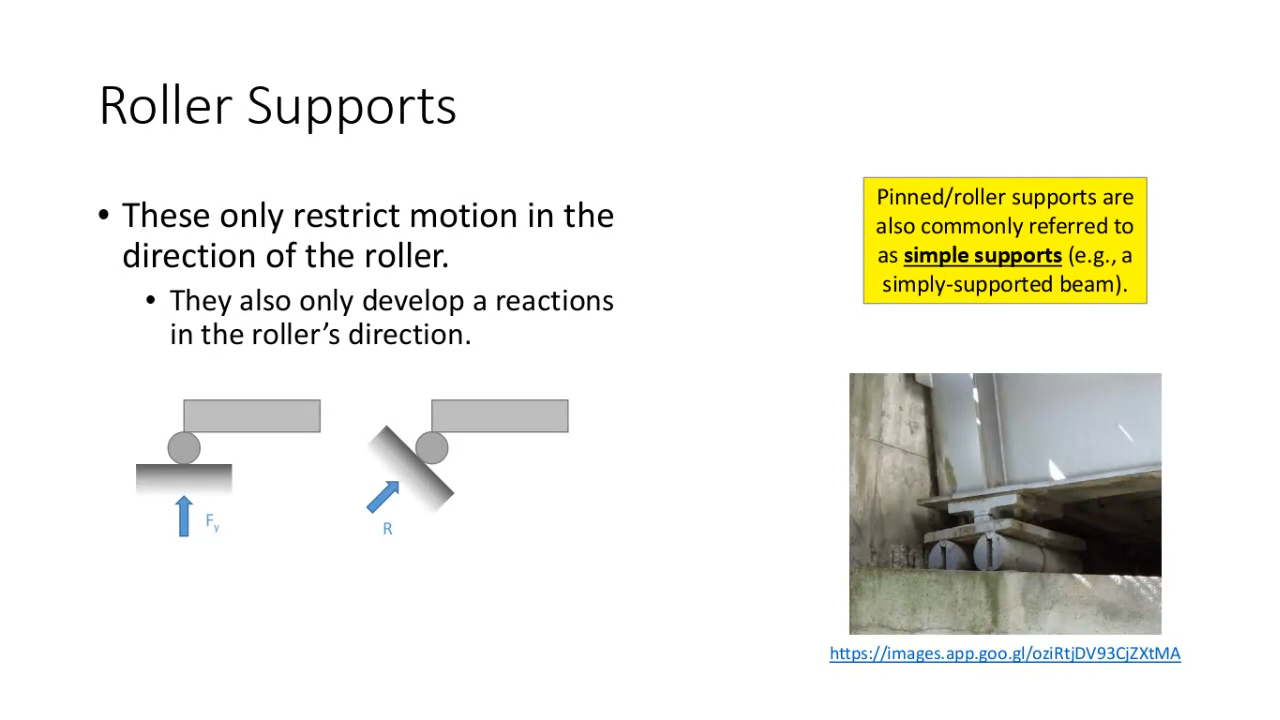 Roller Supports
• These only restrict motion in the
direction of the roller.
• They also only develop a reactions
in the roller’s direction.
Pinned/roller supports are
also commonly referred to
as simple supports (e.g., a
simply-supported beam).
Fy
R
https://images.app.goo.gl/oziRtjDV93CjZXtMA